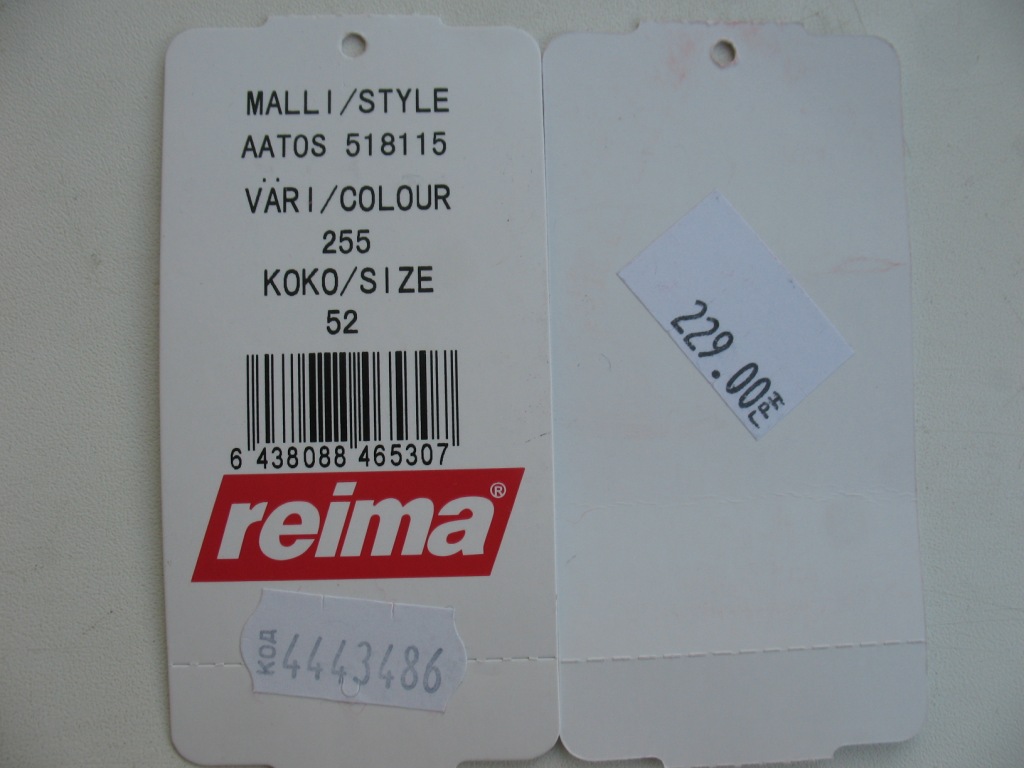 MALLI/STYLE
AATOS 518115
VÄRI/COLOUR
255
KOKO/SIZE
52
6 438088 465307
reima®
КОД 4443486
229.00 ГРН